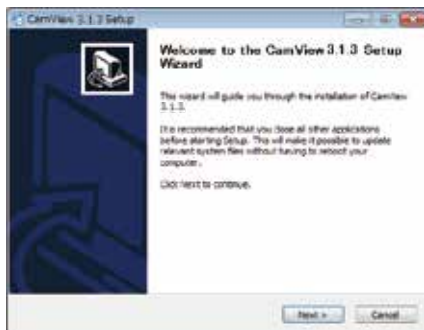 CamView 3.1.3 Setup
Welcome to the CamView 3.1.3 Setup
Wizard
This wizard will guide you through the installation of CamView
3.1.3.
It is recommended that you close all other applications
before starting Setup. This will make it possible to update
relevant system files without having to reboot your
computer.
Click Next to continue.
Next >
Cancel